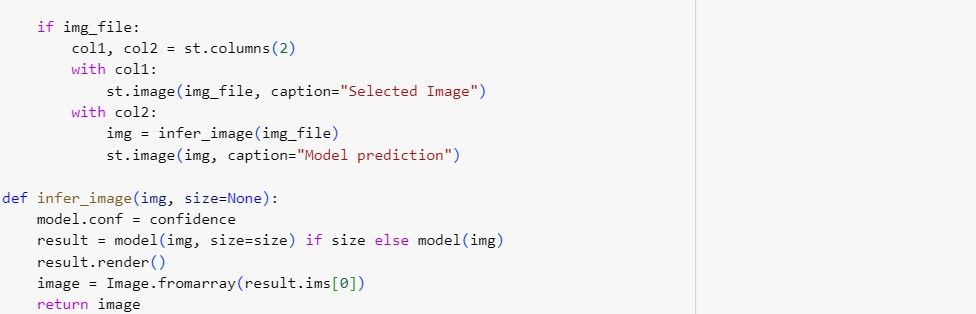 if img_file:
        col1, col2 = st.columns(2)
        with col1:
            st.image(img_file, caption="Selected Image")
        with col2:
            img = infer_image(img_file)
            st.image(img, caption="Model prediction")

def infer_image(img, size=None):
    model.conf = confidence
    result = model(img, size=size) if size else model(img)
    result.render()
    image = Image.fromarray(result.ims[0])
    return image